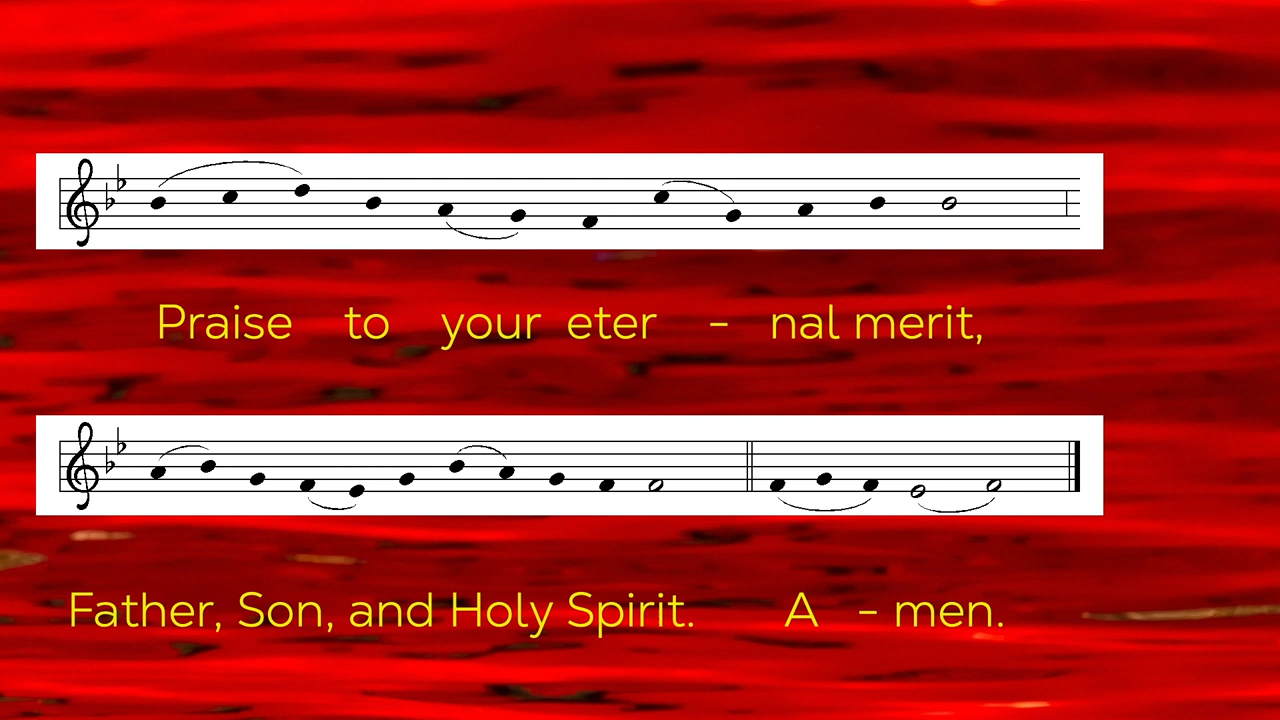 Praise to your eter - nal merit,
Father, Son, and Holy Spirit. A - men.